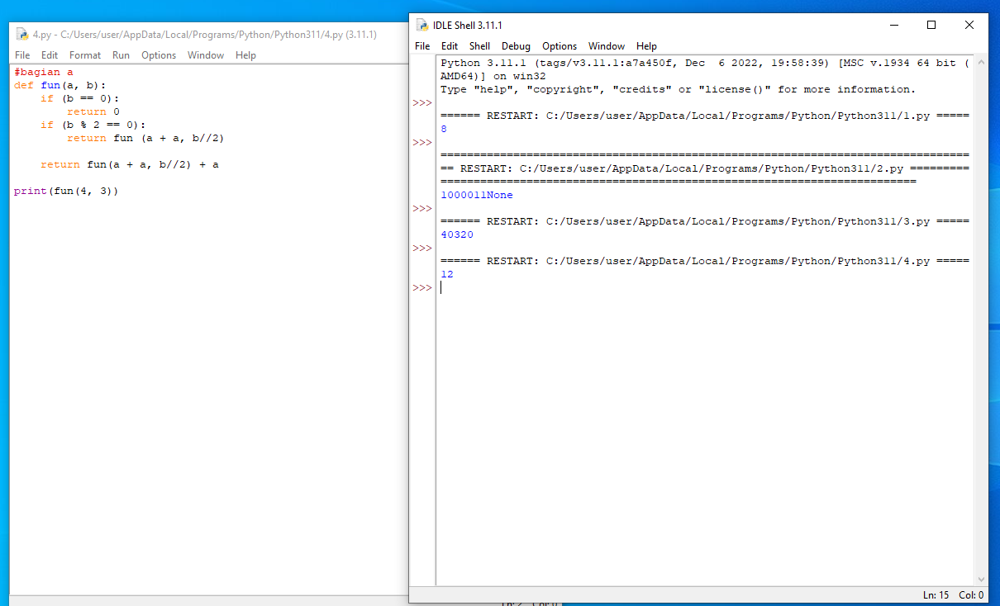 4.py - C:/Users/user/AppData/Local/Programs/Python/Python311/4.py (3.11.1)
File Edit Format Run Options Window Help
#bagian a
def fun(a, b):
    if (b == 0):
        return 0
    if (b % 2 == 0):
        return fun (a + a, b//2)
    return fun(a + a, b//2) + a
print(fun(4, 3))
IDLE Shell 3.11.1
File Edit Shell Debug Options Window Help
Python 3.11.1 (tags/v3.11.1:a7a450f, Dec  6 2022, 19:58:39) [MSC v.1934 64 bit (
AMD64)] on win32
Type "help", "copyright", "credits" or "license()" for more information.
>>>
====== RESTART: C:/Users/user/AppData/Local/Programs/Python/Python311/1.py =====
8
>>>
================================================================================
== RESTART: C:/Users/user/AppData/Local/Programs/Python/Python311/2.py =========
========================================================================
1000011None
>>>
====== RESTART: C:/Users/user/AppData/Local/Programs/Python/Python311/3.py =====
40320
>>>
====== RESTART: C:/Users/user/AppData/Local/Programs/Python/Python311/4.py =====
12
>>>
Ln: 15 Col: 0